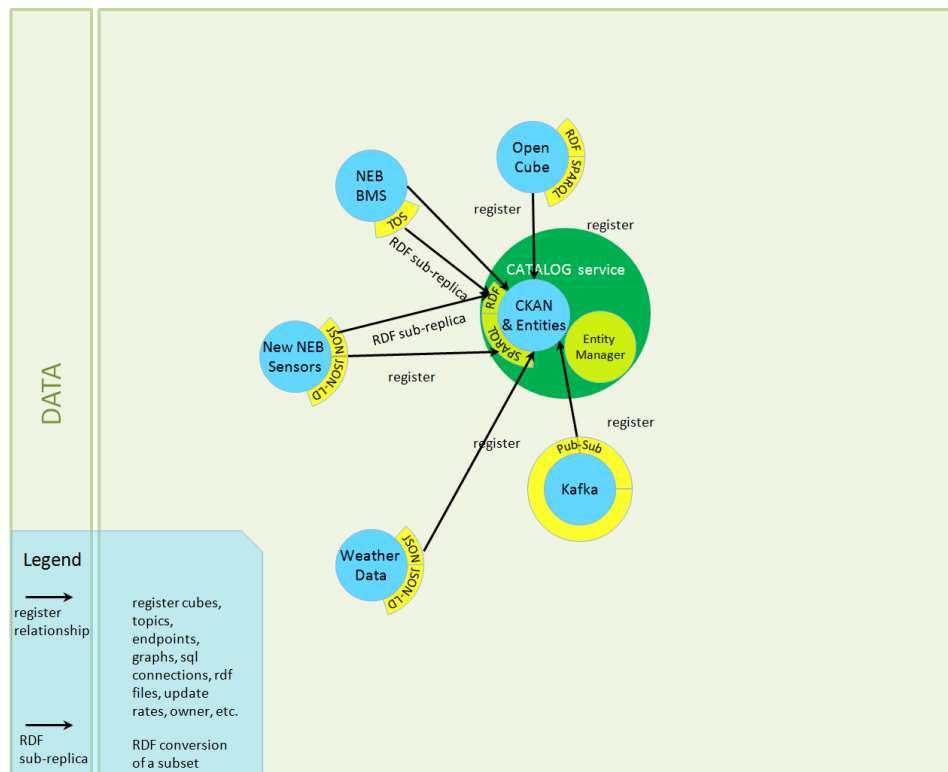 DATA
Open
Cube
RDF
SPARQL
NEB
BMS
SQL
register
register
RDF sub-replica
CATALOG service
RDF
SPARQL
CKAN
& Entities
Entity
Manager
New NEB
Sensors
JSON
JSON-LD
RDF sub-replica
register
register
register
Pub-Sub
Kafka
Weather
Data
JSON
JSON-LD
Legend
register
relationship
register cubes,
topics,
endpoints,
graphs, sql
connections, rdf
files, update
rates, owner, etc.
RDF
sub-replica
RDF conversion
of a subset